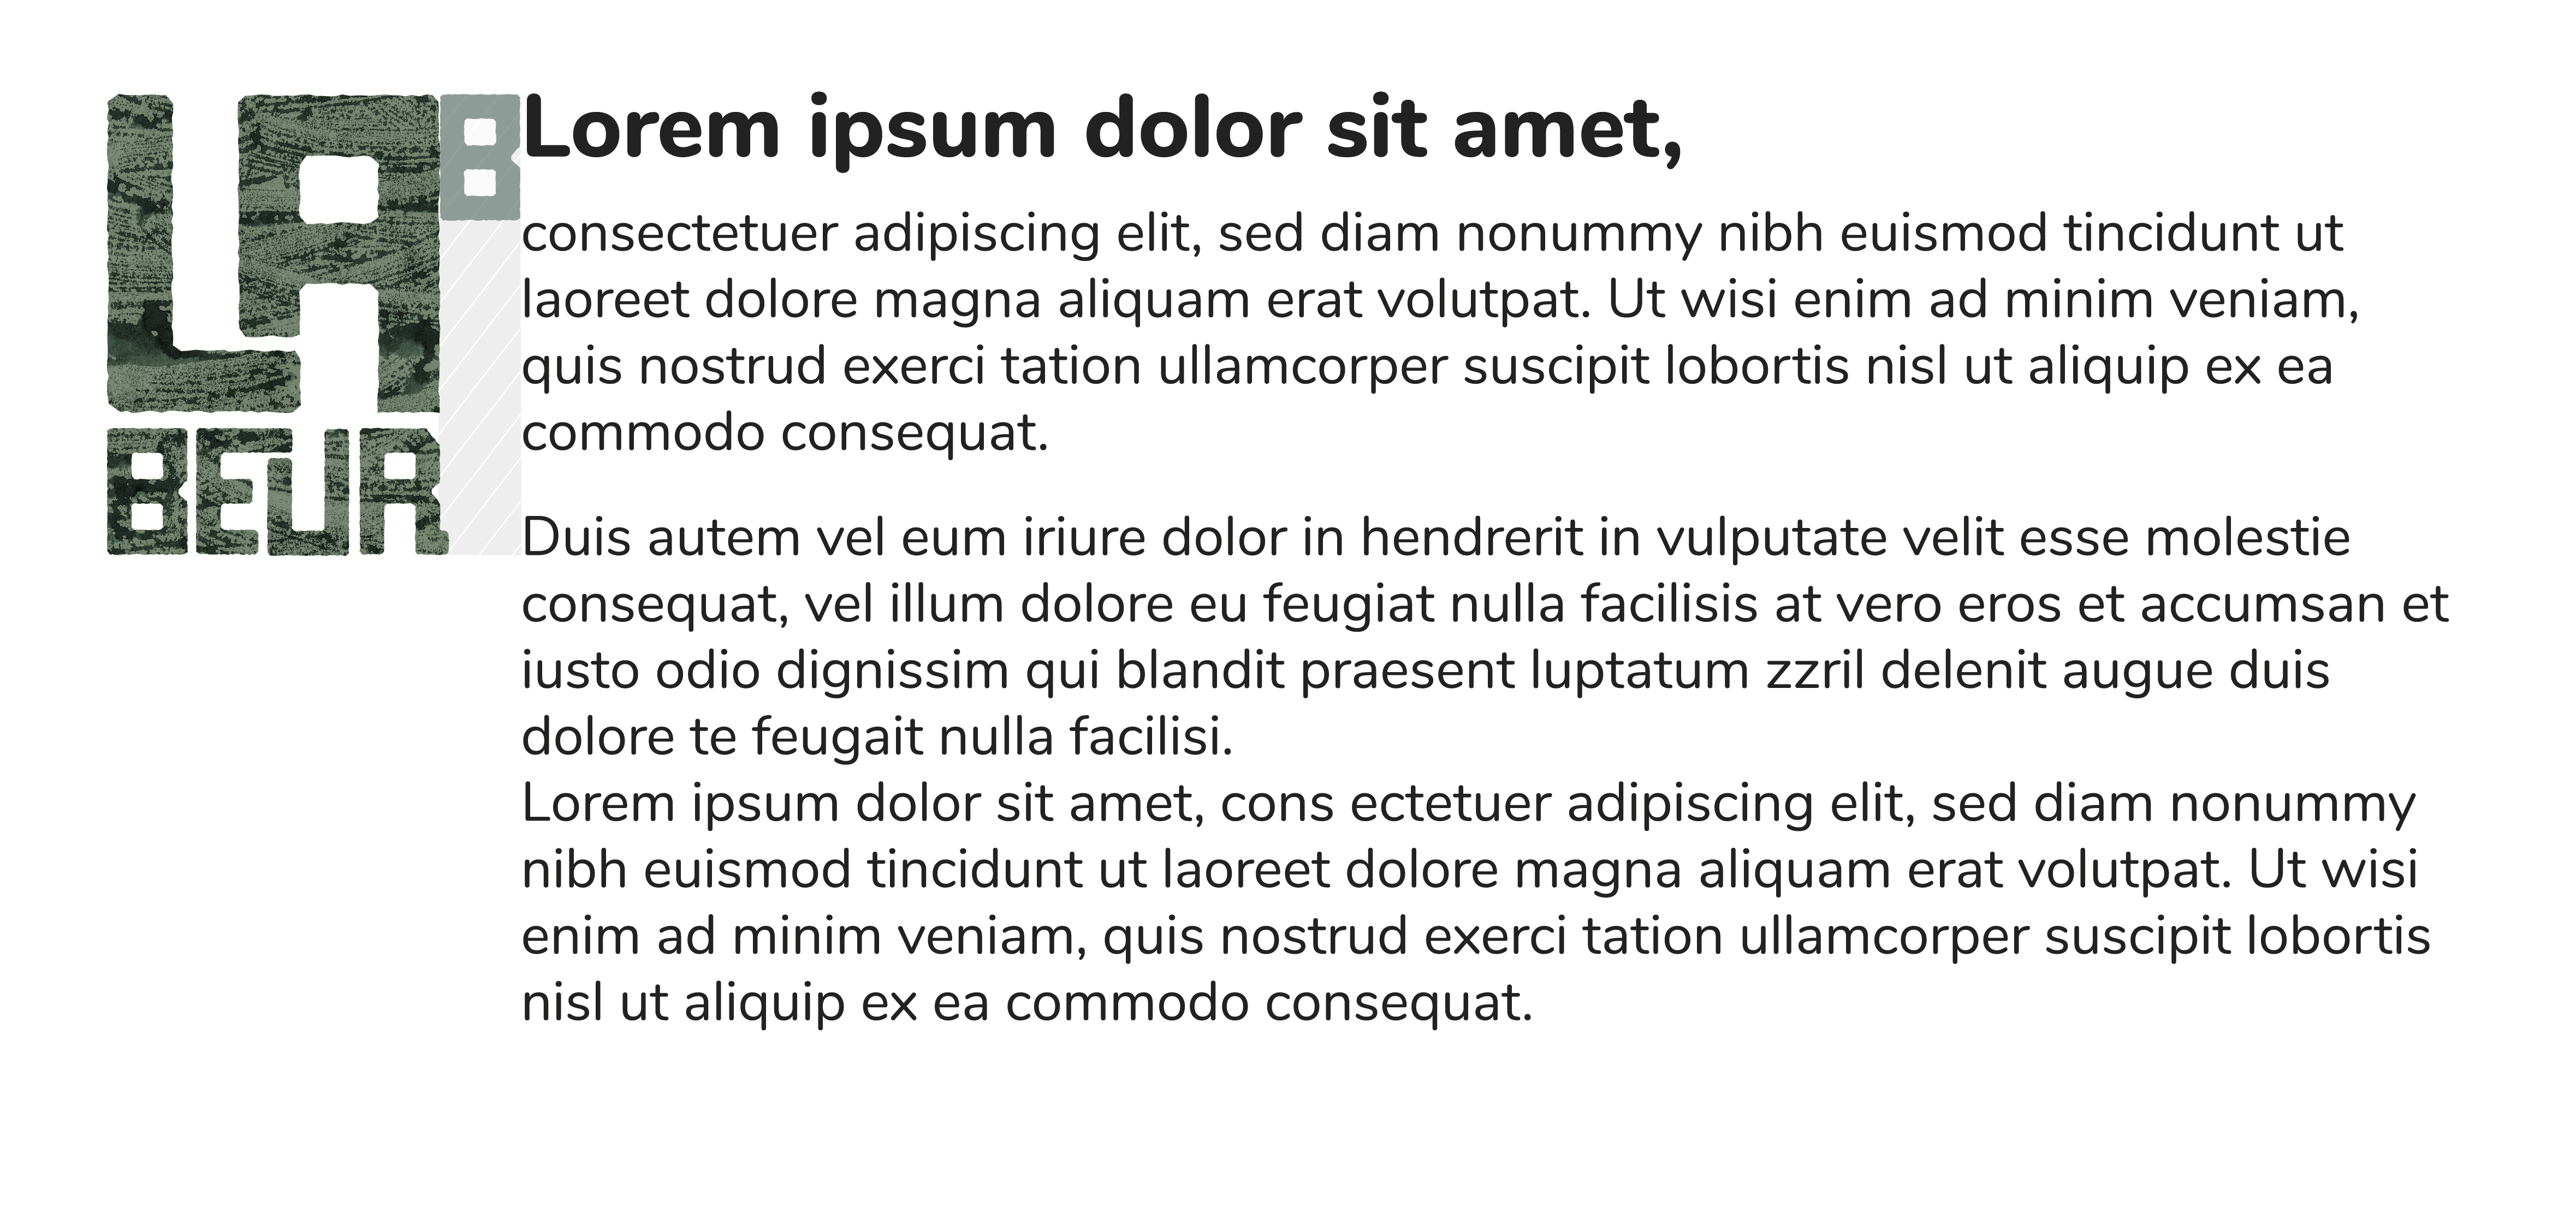 LA
B
BEUR
Lorem ipsum dolor sit amet,
consectetuer adipiscing elit, sed diam nonummy nibh euismod tincidunt ut
laoreet dolore magna aliquam erat volutpat. Ut wisi enim ad minim veniam,
quis nostrud exerci tation ullamcorper suscipit lobortis nisl ut aliquip ex ea
commodo consequat.
Duis autem vel eum iriure dolor in hendrerit in vulputate velit esse molestie
consequat, vel illum dolore eu feugiat nulla facilisis at vero eros et accumsan et
iusto odio dignissim qui blandit praesent luptatum zzril delenit augue duis
dolore te feugait nulla facilisi.
Lorem ipsum dolor sit amet, cons ectetuer adipiscing elit, sed diam nonummy
nibh euismod tincidunt ut laoreet dolore magna aliquam erat volutpat. Ut wisi
enim ad minim veniam, quis nostrud exerci tation ullamcorper suscipit lobortis
nisl ut aliquip ex ea commodo consequat.